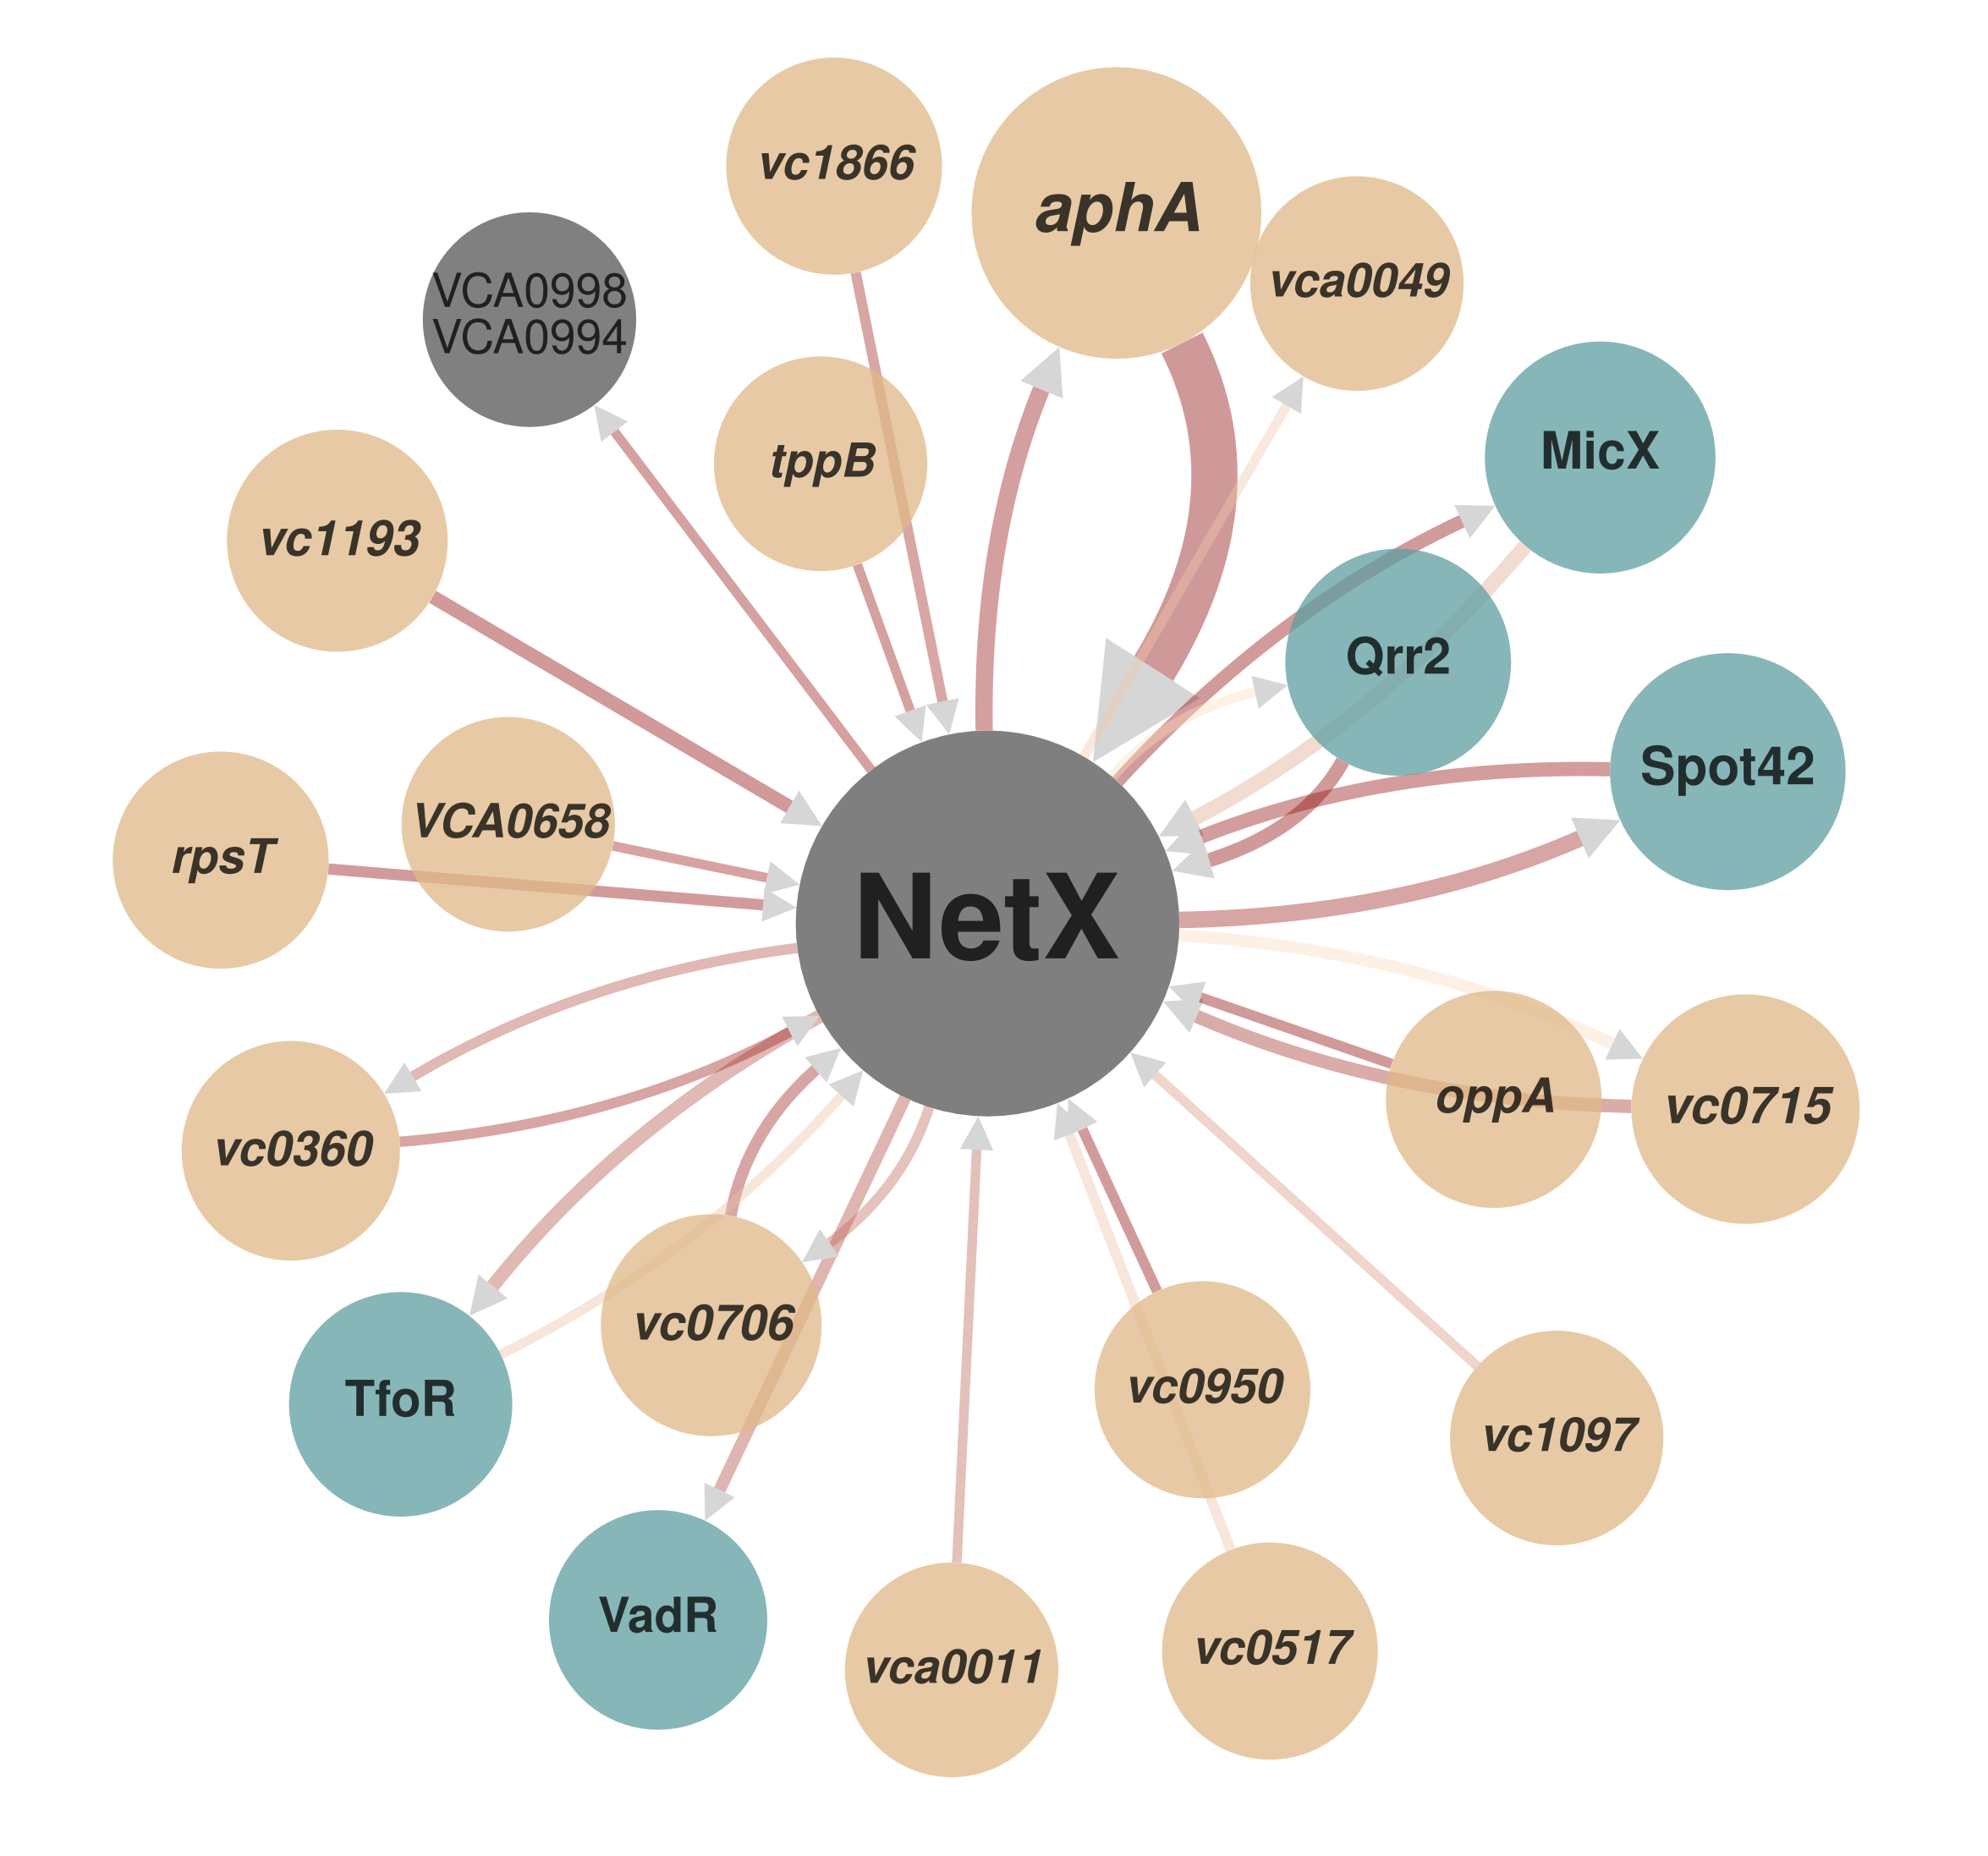 vc1866
aphA
vca0049
VCA0998
VCA0994
MicX
tppB
vc1193
Qrr2
Spot42
VCA0658
rpsT
NetX
oppA
vc0715
vc0360
vc0706
TfoR
vc0950
vc1097
VadR
vca0011
vc0517